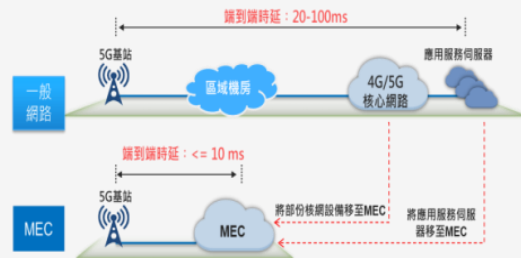 端到端時延：20-100ms
5G基站
應用服務伺服器
一般
網路
區域機房
4G/5G
核心網路
端到端時延：<= 10 ms
5G基站
將部份核網設備移至MEC
將應用服務伺服
器移至MEC
MEC
MEC